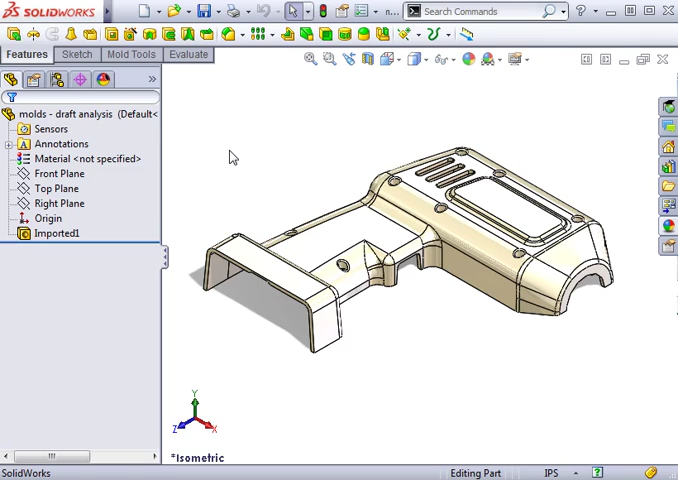 SOLIDWORKS
n...
Search Commands
?
Features
Sketch
Mold Tools
Evaluate
»
molds - draft analysis (Default<
Sensors
A
Annotations
Material <not specified>
Front Plane
Top Plane
Right Plane
Origin
Imported1
Y
Z
X
*Isometric
SolidWorks
Editing Part
IPS
?